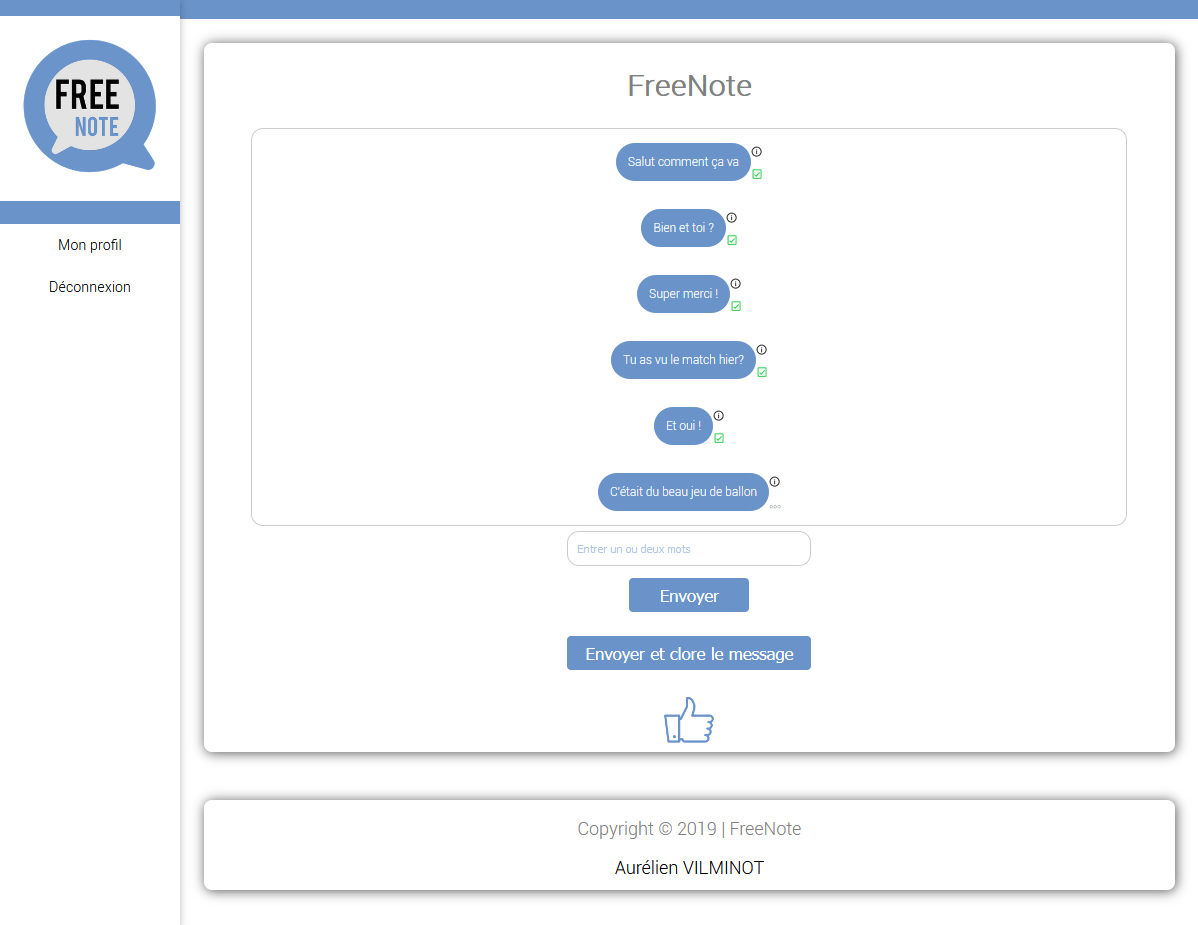 FREE
NOTE
Mon profil
Déconnexion
FreeNote
Salut comment ça va
Bien et toi ?
Super merci !
Tu as vu le match hier?
Et oui !
C'était du beau jeu de ballon
Entrer un ou deux mots
Envoyer
Envoyer et clore le message
Copyright © 2019 | FreeNote
Aurélien VILMINOT